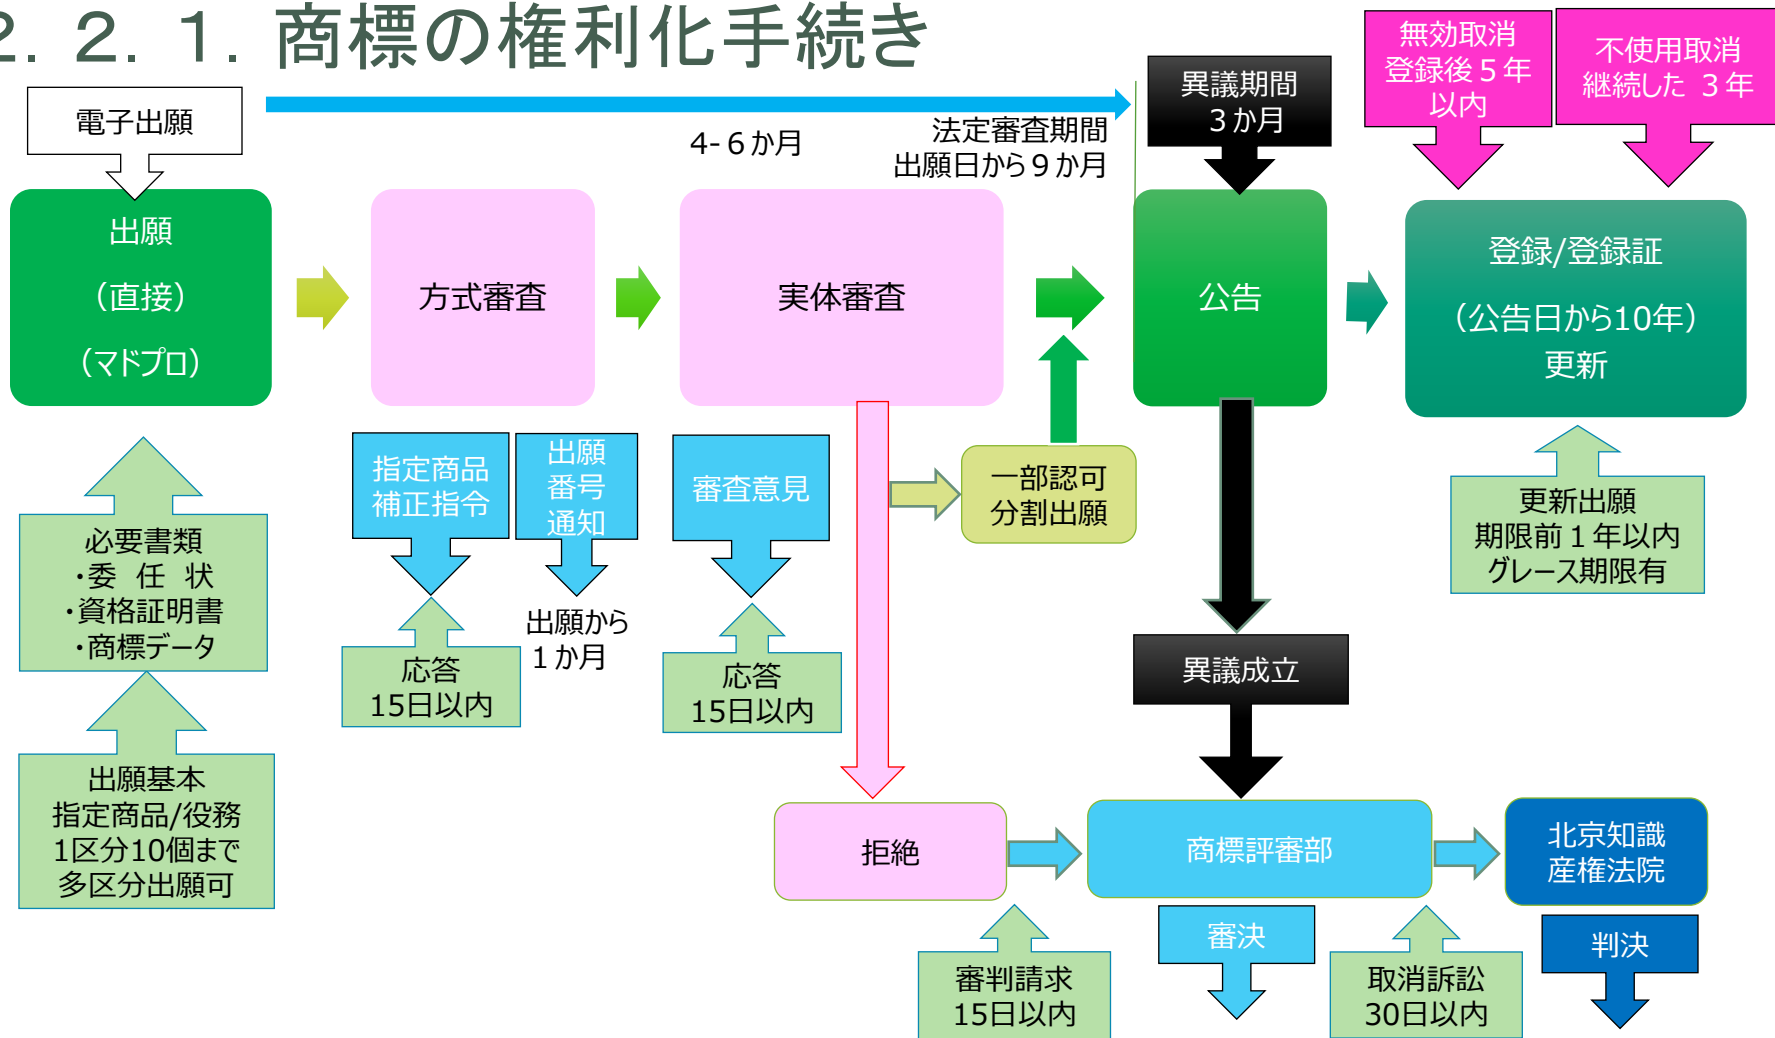 2．2．1．商標の権利化手続き
電子出願
4-６か月
法定審査期間
出願日から９か月
異議期間
３か月
無効取消
登録後５年
以内
不使用取消
継続した ３年
出願
（直接）
（マドプロ）
方式審査
実体審査
公告
登録/登録証
（公告日から10年）
更新
必要書類
・委 任 状
・資格証明書
・商標データ
出願基本
指定商品/役務
1区分10個まで
多区分出願可
指定商品
補正指令
応答
15日以内
出願
番号
通知
出願から
１か月
審査意見
応答
15日以内
一部認可
分割出願
更新出願
期限前１年以内
グレース期限有
異議成立
拒絶
商標評審部
北京知識
産権法院
審判請求
15日以内
審決
取消訴訟
30日以内
判決